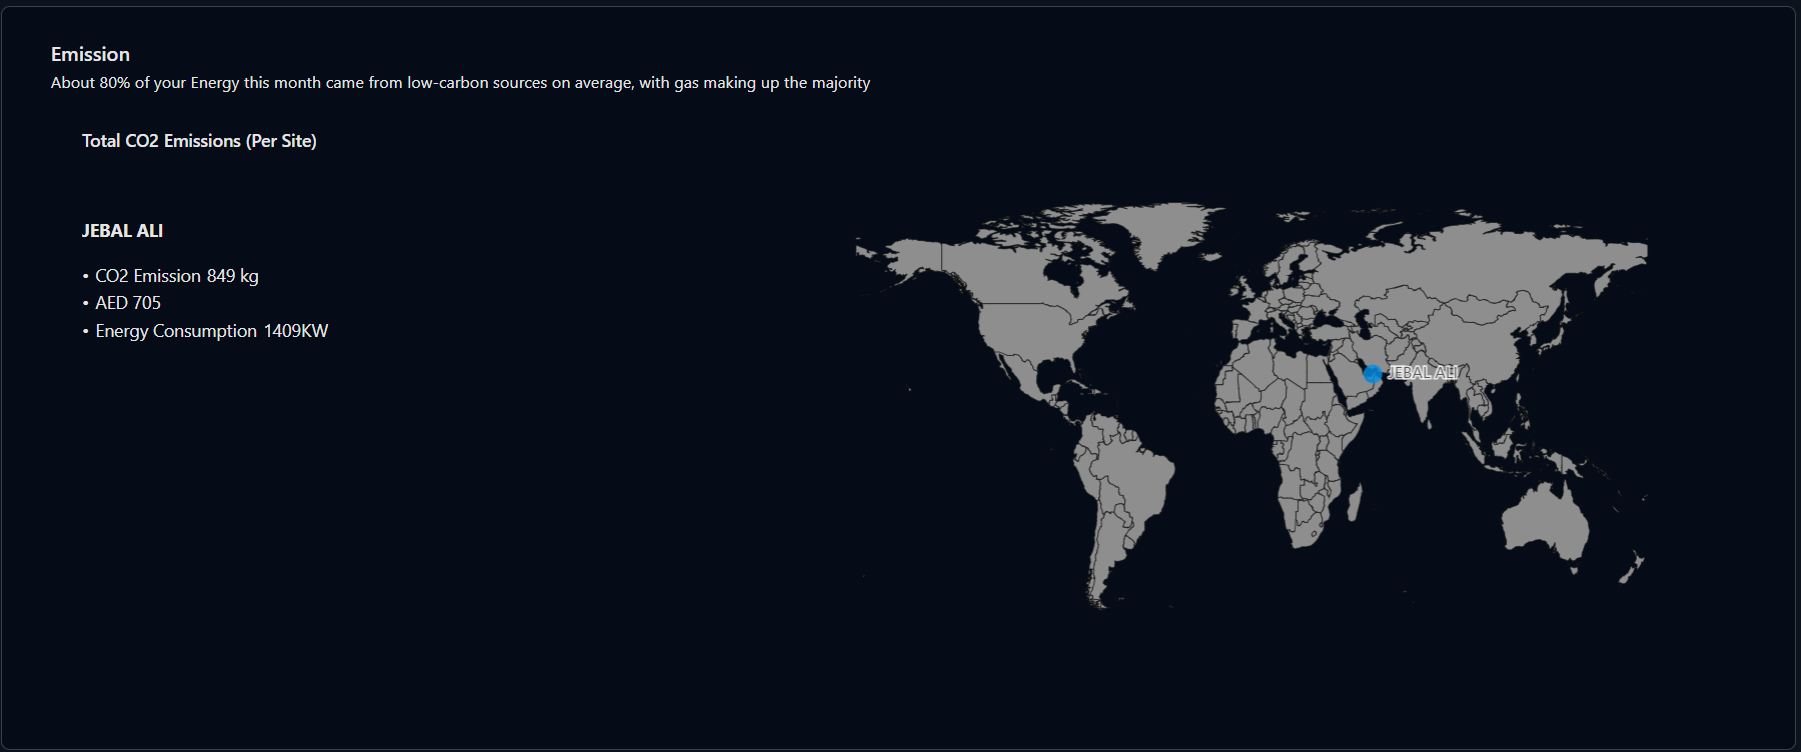 Emission
About 80% of your Energy this month came from low-carbon sources on average, with gas making up the majority
Total CO2 Emissions (Per Site)
JEBAL ALI
• CO2 Emission 849 kg
• AED 705
• Energy Consumption 1409KW
JEBAL ALI